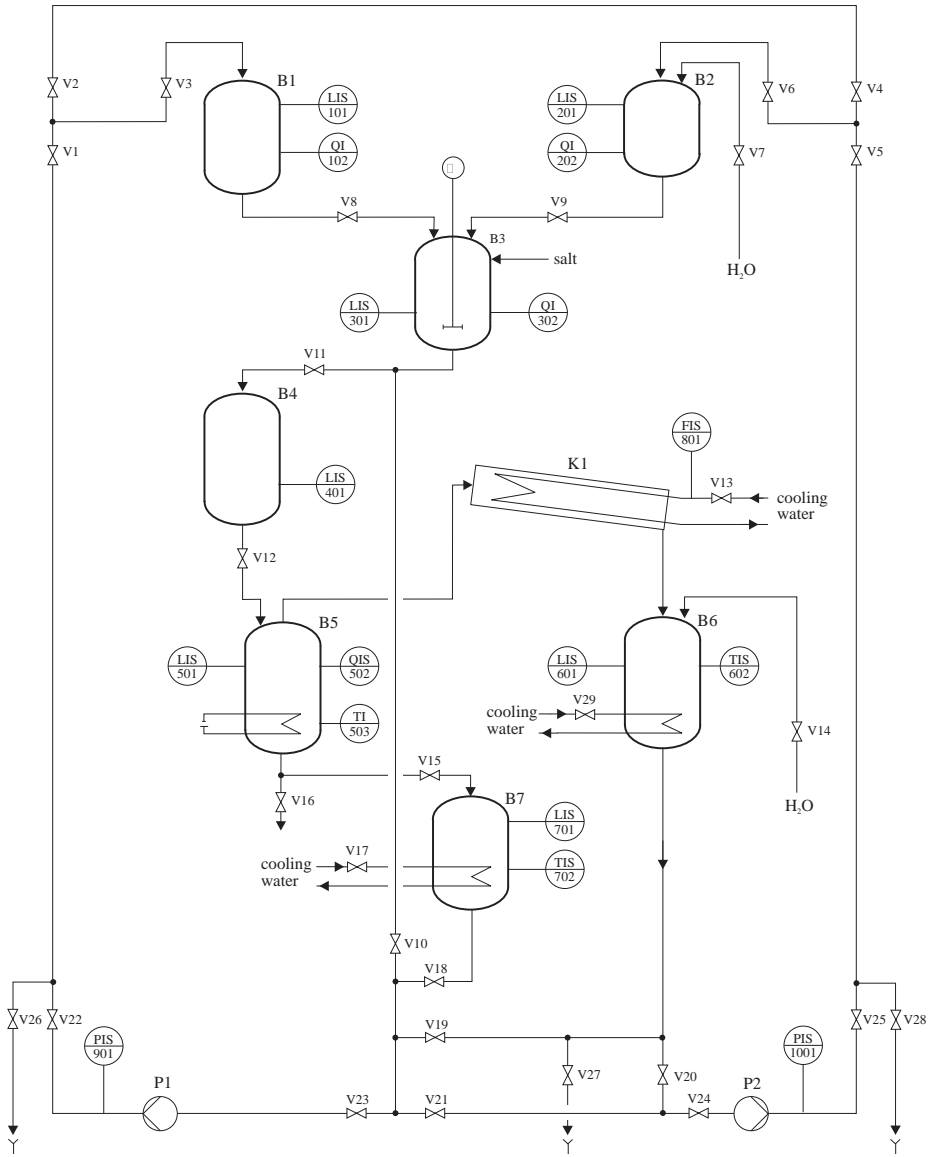 V2
V3
B1
LIS
101
QI
102
V1
LIS
201
QI
202
B2
V6
V4
V7
V5
V8
V9
B3
salt
H₂O
LIS
301
QI
302
V11
B4
LIS
401
K1
FIS
801
V13
cooling
water
V12
B5
LIS
501
QIS
502
TI
503
B6
LIS
601
TIS
602
V29
cooling
water
V14
H₂O
V15
V16
B7
LIS
701
V17
cooling
water
TIS
702
V10
V18
V26
V22
V19
V25
V28
PIS
901
PIS
1001
V27
V20
P1
P2
V23
V21
V24